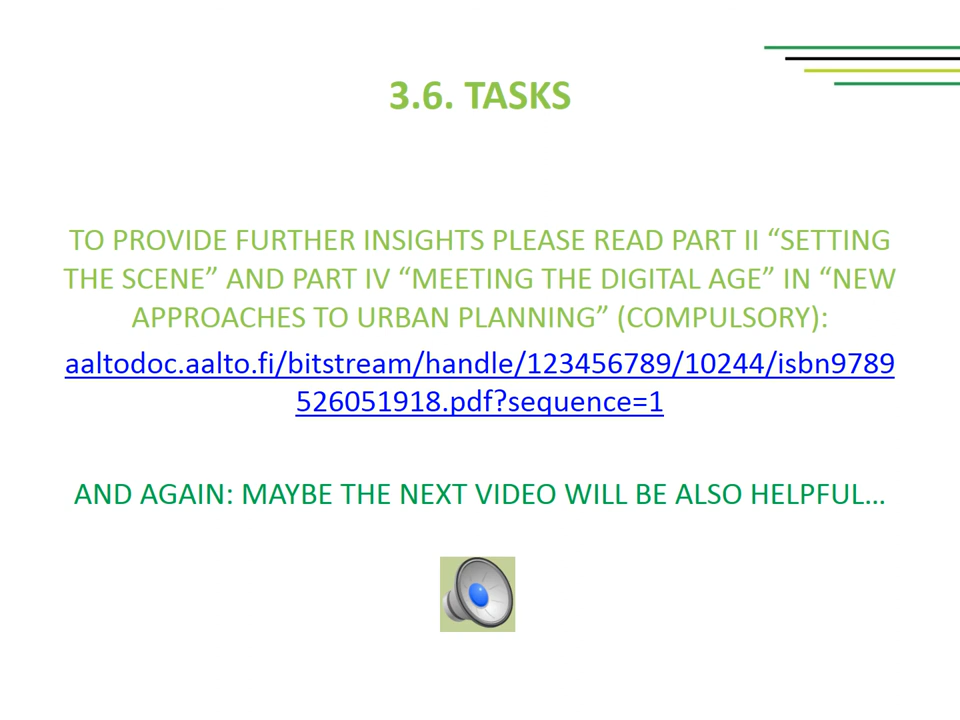 3.6. TASKS
TO PROVIDE FURTHER INSIGHTS PLEASE READ PART II “SETTING
THE SCENE” AND PART IV “MEETING THE DIGITAL AGE” IN “NEW
APPROACHES TO URBAN PLANNING” (COMPULSORY):
aaltodoc.aalto.fi/bitstream/handle/123456789/10244/isbn9789
526051918.pdf?sequence=1
AND AGAIN: MAYBE THE NEXT VIDEO WILL BE ALSO HELPFUL…